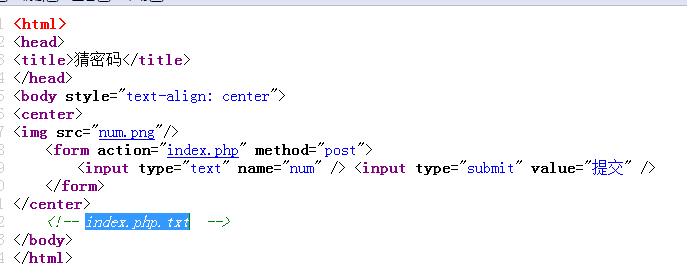 <html>
<head>
<title>猜密码</title>
</head>
<body style="text-align: center">
<center>
<img src="num.png"/>
<form action="index.php" method="post">
<input type="text" name="num" /> <input type="submit" value="提交" />
</form>
</center>
<!-- index.php.txt -->
</body>
</html>